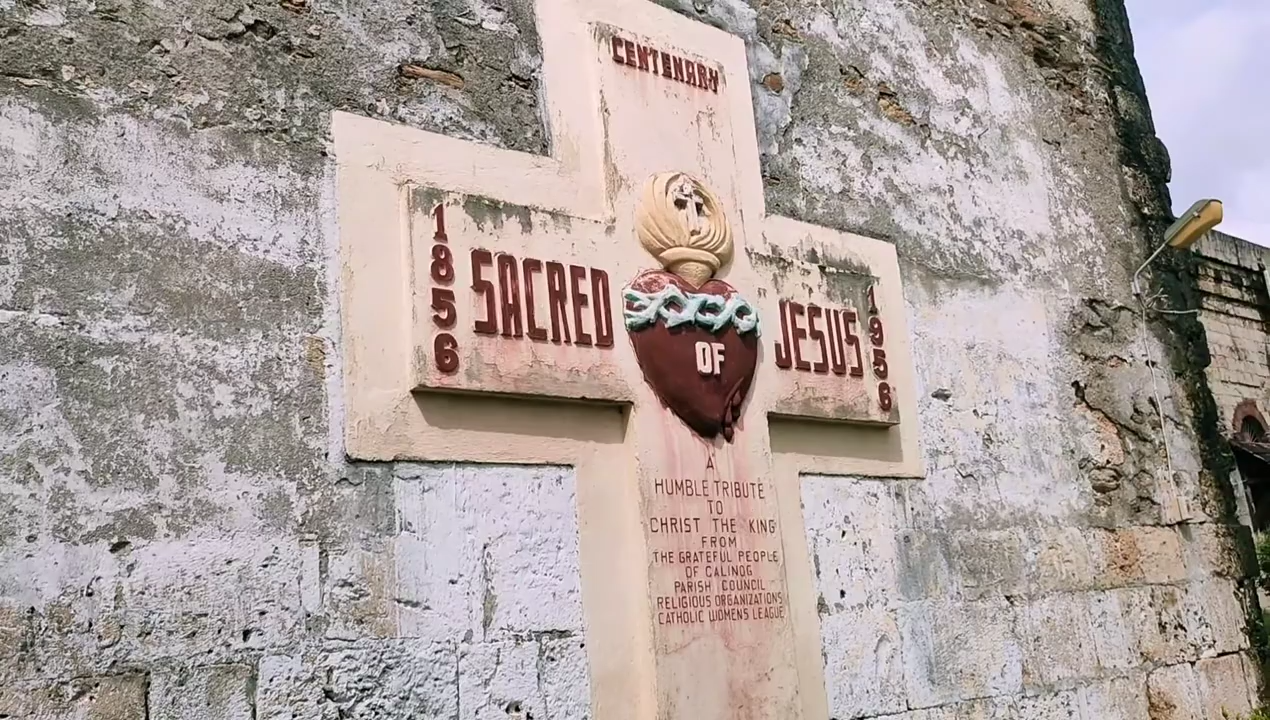 CENTENARY
1856
SACRED
OF
JESUS
1956
A
HUMBLE TRIBUTE
TO
CHRIST THE KING
FROM
THE GRATEFUL PEOPLE
OF CALINOG
PARISH COUNCIL
RELIGIOUS ORGANIZATIONS
CATHOLIC WOMENS LEAGUE